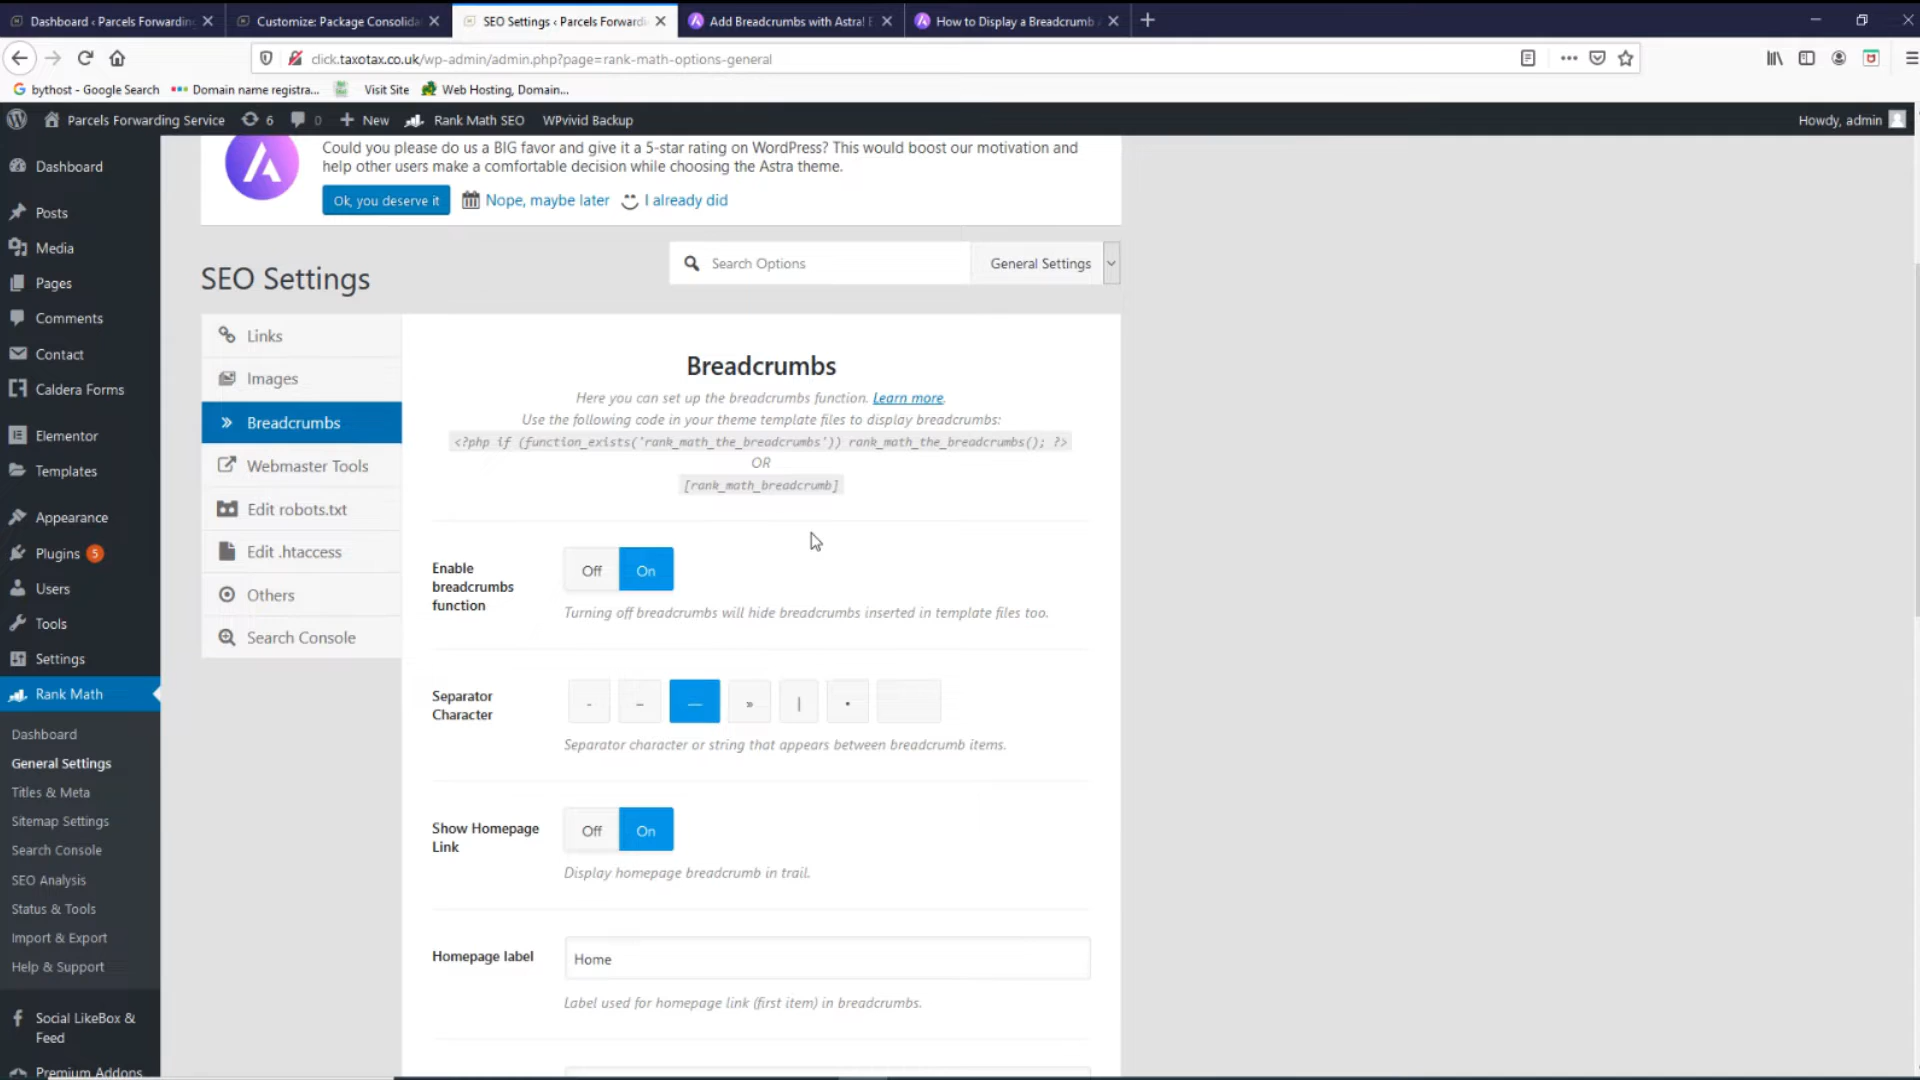 Dashboard ‹ Parcels Forwarding
Customize: Package Consolida
SEO Settings ‹ Parcels Forwardi
Add Breadcrumbs with Astra! E
How to Display a Breadcrumb
click.taxotax.co.uk/wp-admin/admin.php?page=rank-math-options-general
bythost - Google Search
Domain name registra...
Visit Site
Web Hosting, Domain...
Parcels Forwarding Service
6
0
New
Rank Math SEO
WPvivid Backup
Howdy, admin
Could you please do us a BIG favor and give it a 5-star rating on WordPress? This would boost our motivation and
help other users make a comfortable decision while choosing the Astra theme.
Ok, you deserve it
Nope, maybe later
I already did
Dashboard
Posts
Media
Pages
Comments
Contact
Caldera Forms
Elementor
Templates
Appearance
Plugins 5
Users
Tools
Settings
Rank Math
Dashboard
General Settings
Titles & Meta
Sitemap Settings
Search Console
SEO Analysis
Status & Tools
Import & Export
Help & Support
Social LikeBox &
Feed
Premium Addons
SEO Settings
Search Options
General Settings
Links
Images
Breadcrumbs
Webmaster Tools
Edit robots.txt
Edit .htaccess
Others
Search Console
Breadcrumbs
Here you can set up the breadcrumbs function. Learn more.
Use the following code in your theme template files to display breadcrumbs:
<?php if (function_exists('rank_math_the_breadcrumbs')) rank_math_the_breadcrumbs(); ?>
OR
[rank_math_breadcrumb]
Enable
breadcrumbs
function
Off
On
Turning off breadcrumbs will hide breadcrumbs inserted in template files too.
Separator
Character
- – — » | •
Separator character or string that appears between breadcrumb items.
Show Homepage
Link
Off
On
Display homepage breadcrumb in trail.
Homepage label
Home
Label used for homepage link (first item) in breadcrumbs.